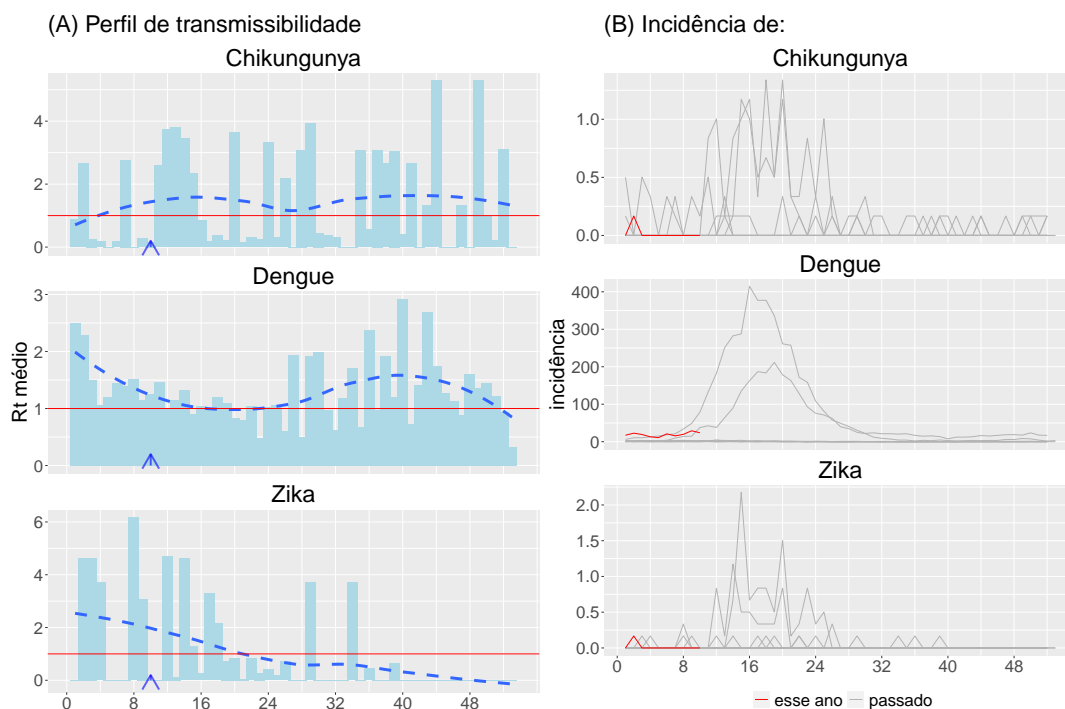 (A) Perfil de transmissibilidade
Chikungunya
4
2
0
Dengue
3
2
1
0
Rt médio
Zika
6
4
2
0
0 8 16 24 32 40 48
(B) Incidência de:
Chikungunya
1.0
0.5
0.0
Dengue
400
300
200
100
0
incidência
Zika
2.0
1.5
1.0
0.5
0.0
0 8 16 24 32 40 48
esse ano passado